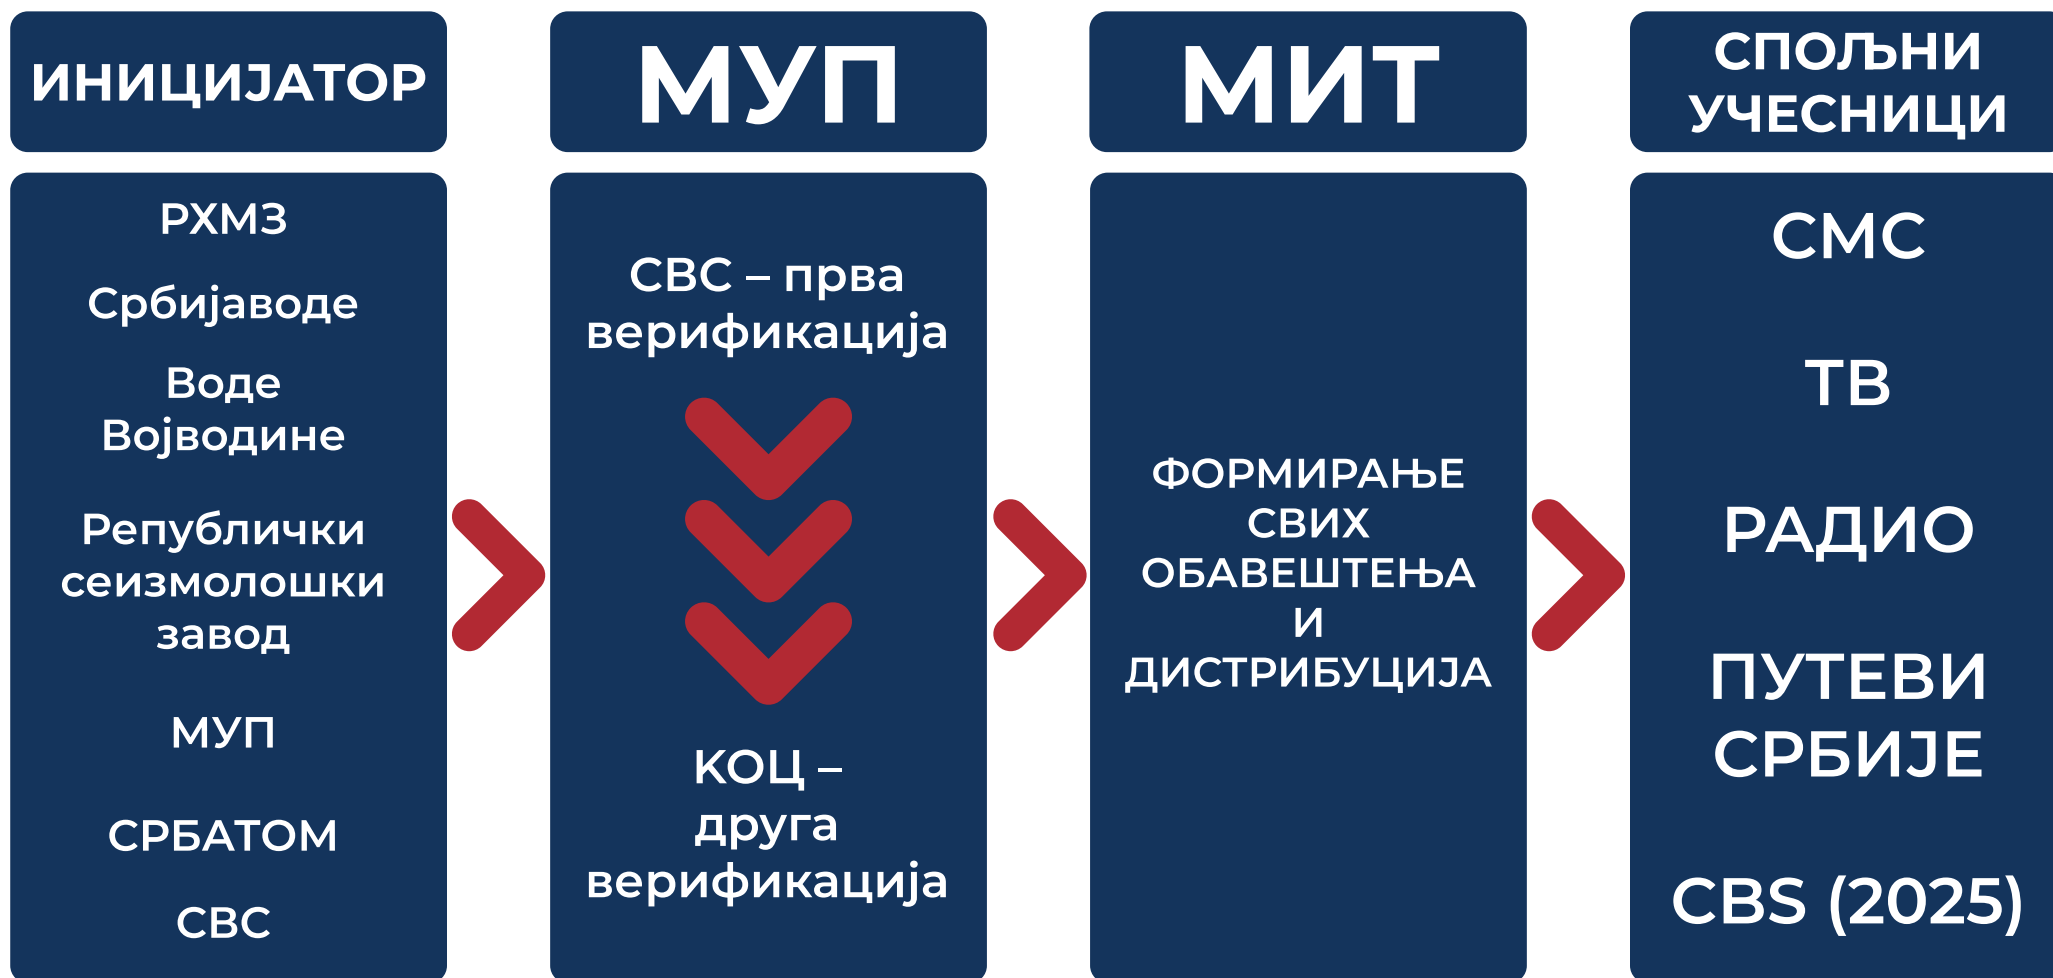 ИНИЦИЈАТОР
РХМЗ
Србијаводе
Воде
Војводине
Републички
сеизмолошки
завод
МУП
СРБАТОМ
СВС
МУП
СВС – прва
верификација
КОЦ –
друга
верификација
МИТ
ФОРМИРАЊЕ
СВИХ
ОБАВЕШТЕЊА
И
ДИСТРИБУЦИЈА
СПОЉНИ
УЧЕСНИЦИ
СМС
ТВ
РАДИО
ПУТЕВИ
СРБИЈЕ
CBS (2025)